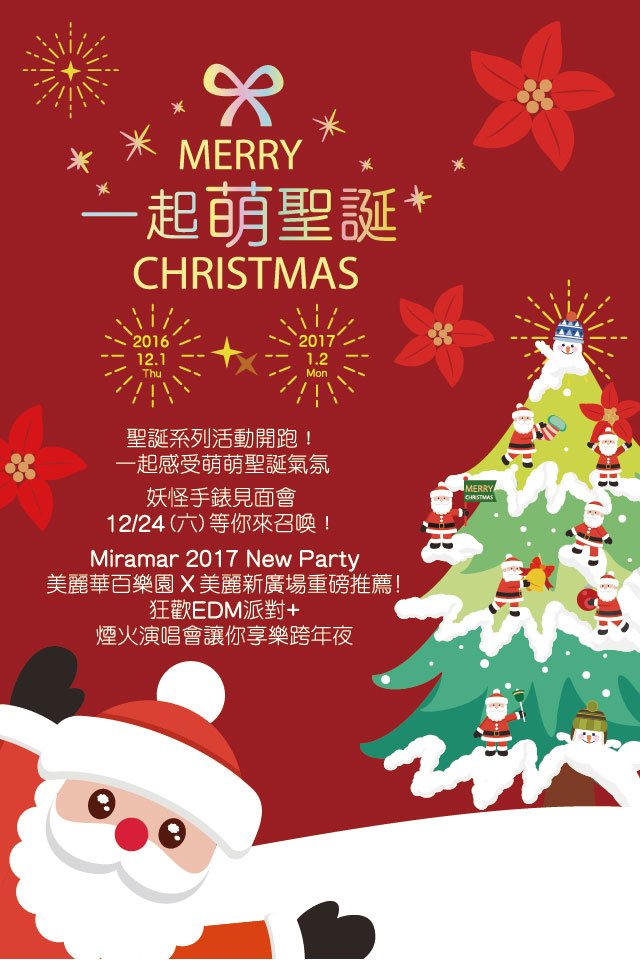 MERRY
一起萌聖誕
CHRISTMAS
2016
12.1
Thu
2017
1.2
Mon
聖誕系列活動開跑！
一起感受萌萌聖誕氣氛
妖怪手錶見面會
12/24（六）等你來召喚！
Miramar 2017 New Party
美麗華百樂園 X 美麗新廣場重磅推薦！
狂歡EDM派對+
煙火演唱會讓你享樂跨年夜
MERRY
CHRISTMAS